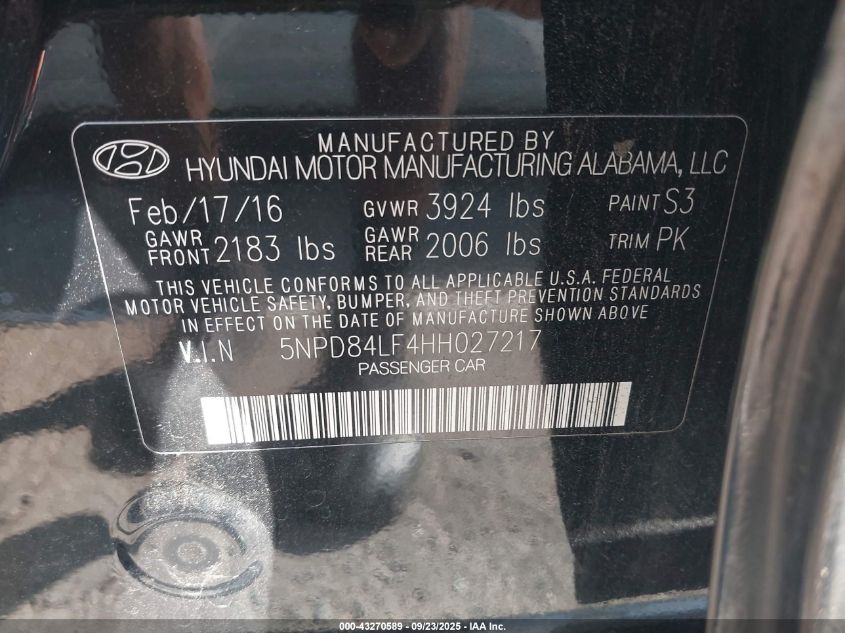 MANUFACTURED BY
HYUNDAI MOTOR MANUFACTURING ALABAMA, LLC
Feb/17/16 GVWR 3924 lbs PAINT S3
GAWR FRONT 2183 lbs GAWR REAR 2006 lbs TRIM PK
THIS VEHICLE CONFORMS TO ALL APPLICABLE U.S.A. FEDERAL
MOTOR VEHICLE SAFETY, BUMPER, AND THEFT PREVENTION STANDARDS
IN EFFECT ON THE DATE OF MANUFACTURE SHOWN ABOVE.
V.I.N 5NPD84LF4HH027217
PASSENGER CAR
000-43270589 - 09/23/2025 - IAA Inc.